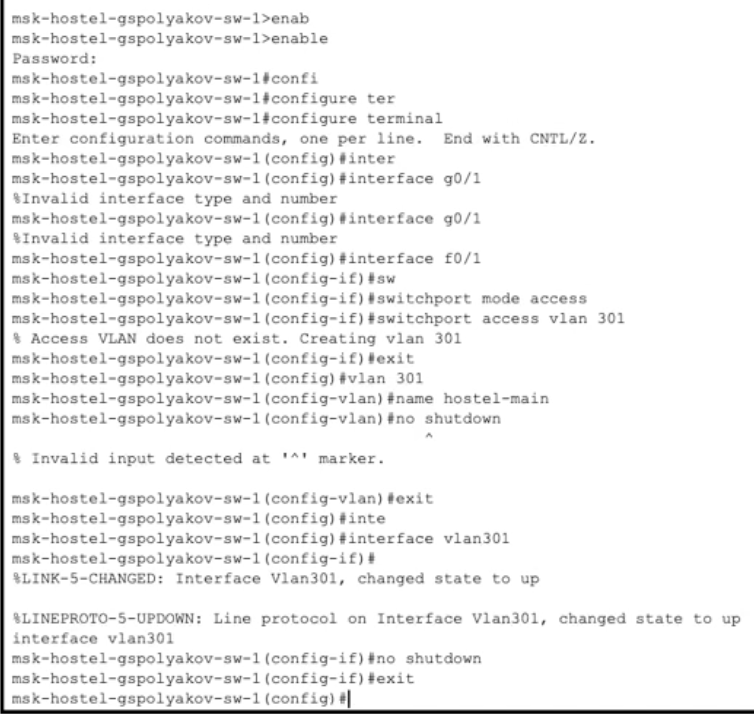 msk-hostel-gspolyakov-sw-1>enab
msk-hostel-gspolyakov-sw-1>enable
Password:
msk-hostel-gspolyakov-sw-1#confi
msk-hostel-gspolyakov-sw-1#configure ter
msk-hostel-gspolyakov-sw-1#configure terminal
Enter configuration commands, one per line.  End with CNTL/Z.
msk-hostel-gspolyakov-sw-1(config)#inter
msk-hostel-gspolyakov-sw-1(config)#interface g0/1
%Invalid interface type and number
msk-hostel-gspolyakov-sw-1(config)#interface g0/1
%Invalid interface type and number
msk-hostel-gspolyakov-sw-1(config)#interface f0/1
msk-hostel-gspolyakov-sw-1(config-if)#sw
msk-hostel-gspolyakov-sw-1(config-if)#switchport mode access
msk-hostel-gspolyakov-sw-1(config-if)#switchport access vlan 301
% Access VLAN does not exist. Creating vlan 301
msk-hostel-gspolyakov-sw-1(config-if)#exit
msk-hostel-gspolyakov-sw-1(config)#vlan 301
msk-hostel-gspolyakov-sw-1(config-vlan)#name hostel-main
msk-hostel-gspolyakov-sw-1(config-vlan)#no shutdown
^
% Invalid input detected at '^' marker.
msk-hostel-gspolyakov-sw-1(config-vlan)#exit
msk-hostel-gspolyakov-sw-1(config)#inte
msk-hostel-gspolyakov-sw-1(config)#interface vlan301
msk-hostel-gspolyakov-sw-1(config-if)#
%LINK-5-CHANGED: Interface Vlan301, changed state to up
%LINEPROTO-5-UPDOWN: Line protocol on Interface Vlan301, changed state to up
interface vlan301
msk-hostel-gspolyakov-sw-1(config-if)#no shutdown
msk-hostel-gspolyakov-sw-1(config-if)#exit
msk-hostel-gspolyakov-sw-1(config)#